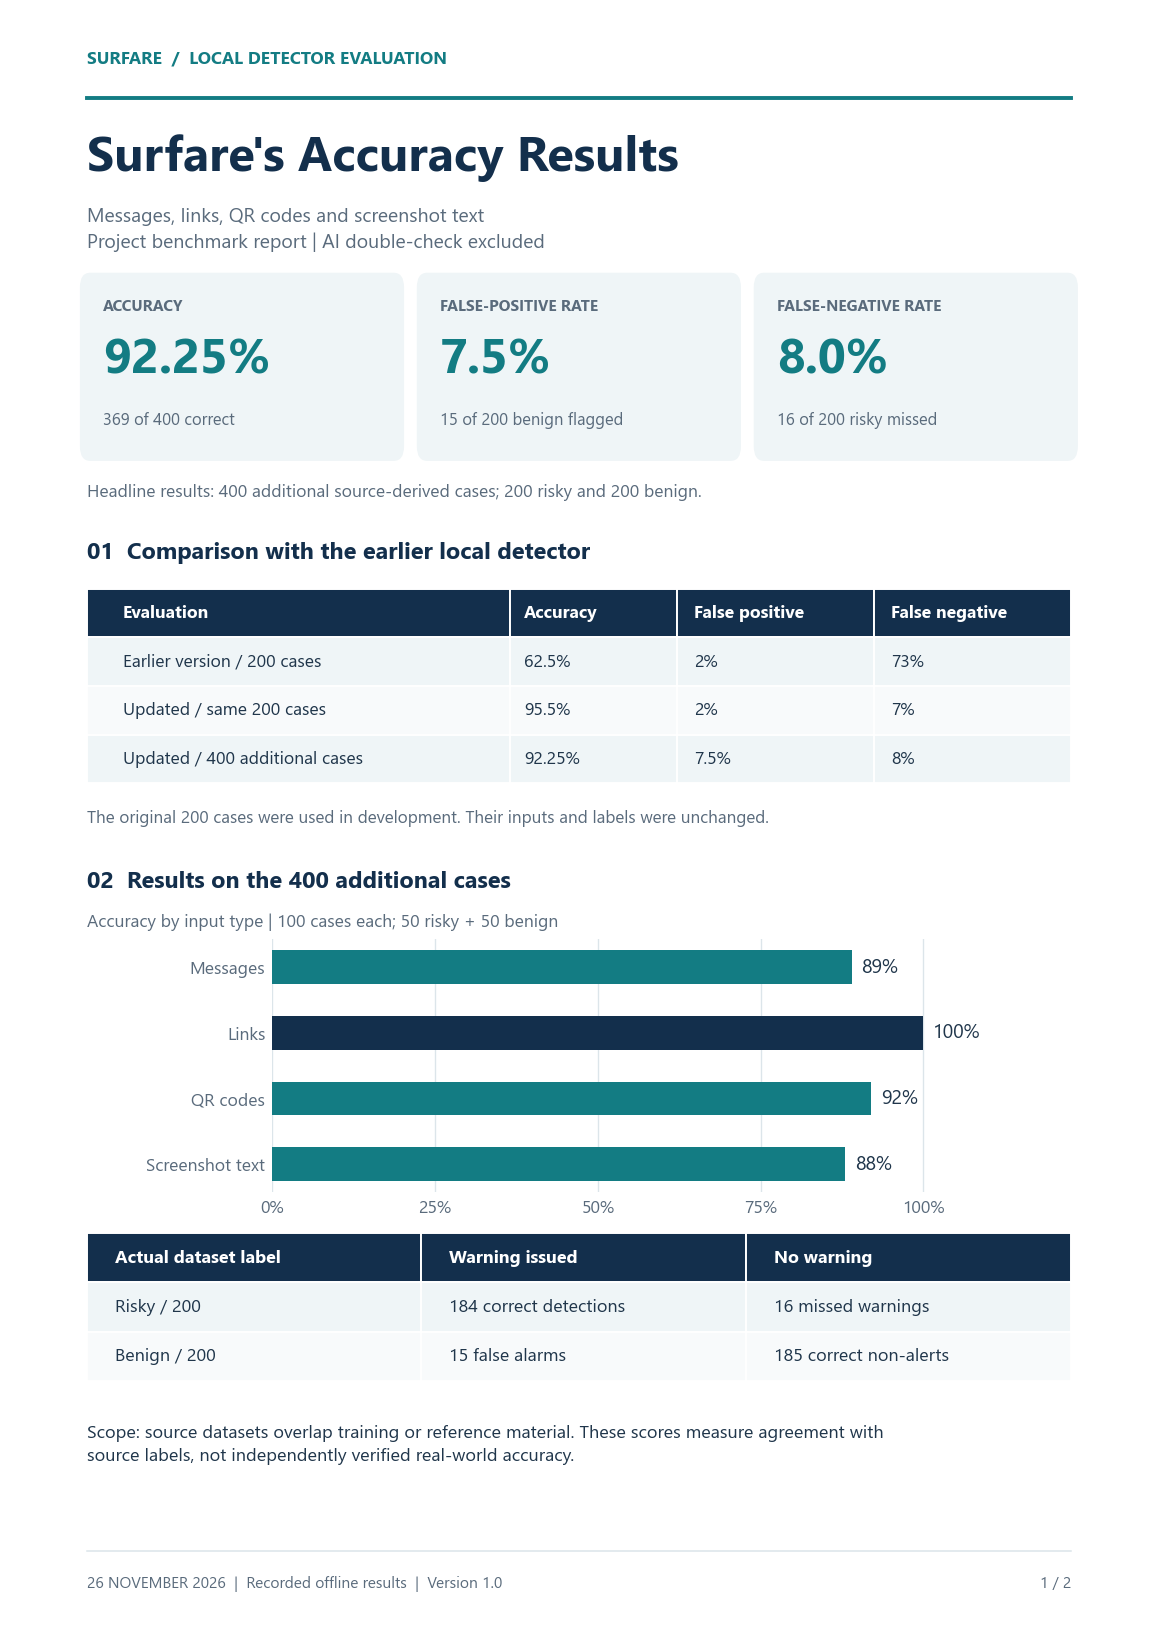 SURFARE / LOCAL DETECTOR EVALUATION
Surfare's Accuracy Results
Messages, links, QR codes and screenshot text
Project benchmark report | AI double-check excluded
ACCURACY
92.25%
369 of 400 correct
FALSE-POSITIVE RATE
7.5%
15 of 200 benign flagged
FALSE-NEGATIVE RATE
8.0%
16 of 200 risky missed
Headline results: 400 additional source-derived cases; 200 risky and 200 benign.
01 Comparison with the earlier local detector
Evaluation Accuracy False positive False negative
Earlier version / 200 cases 62.5% 2% 73%
Updated / same 200 cases 95.5% 2% 7%
Updated / 400 additional cases 92.25% 7.5% 8%
The original 200 cases were used in development. Their inputs and labels were unchanged.
02 Results on the 400 additional cases
Accuracy by input type | 100 cases each; 50 risky + 50 benign
Messages 89%
Links 100%
QR codes 92%
Screenshot text 88%
0% 25% 50% 75% 100%
Actual dataset label Warning issued No warning
Risky / 200 184 correct detections 16 missed warnings
Benign / 200 15 false alarms 185 correct non-alerts
Scope: source datasets overlap training or reference material. These scores measure agreement with
source labels, not independently verified real-world accuracy.
26 NOVEMBER 2026 | Recorded offline results | Version 1.0 1 / 2